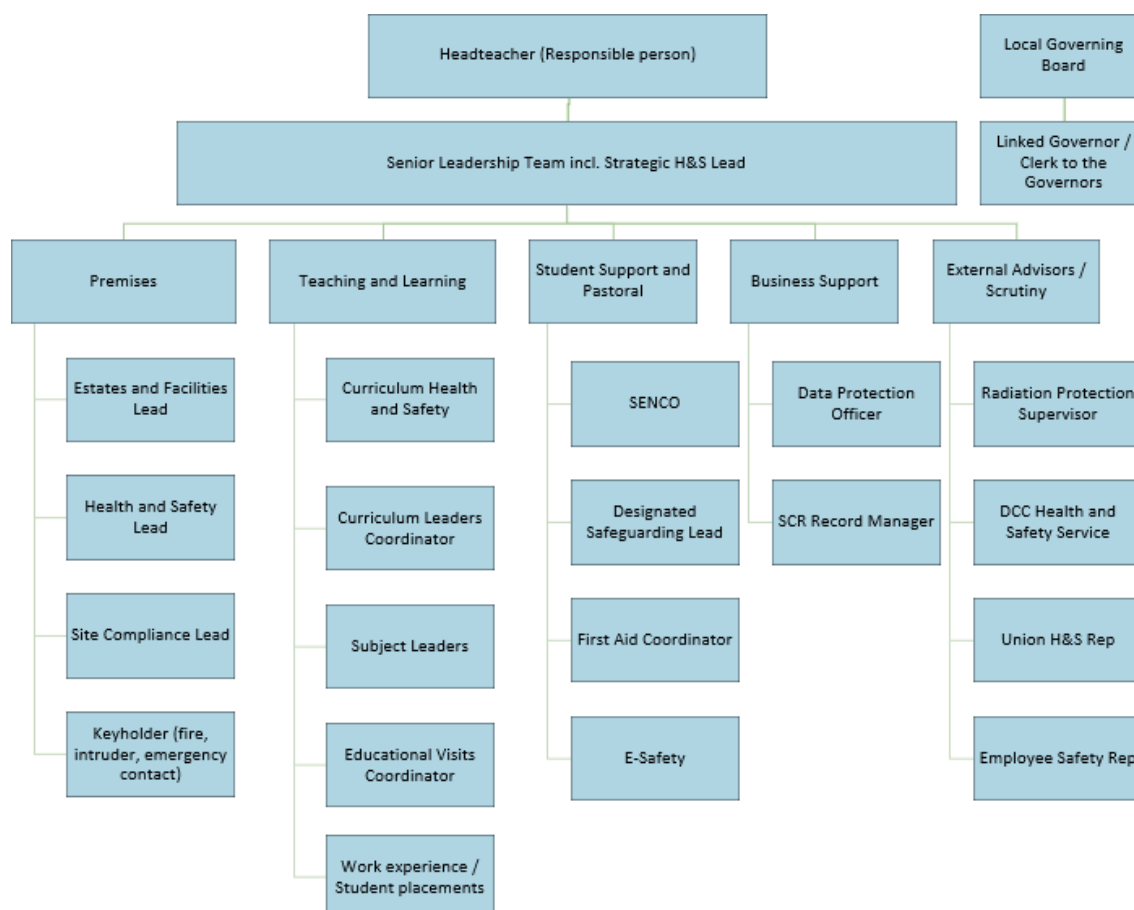 Headteacher (Responsible person)
Local Governing
Board
Senior Leadership Team incl. Strategic H&S Lead
Linked Governor /
Clerk to the
Governors
Premises
Teaching and Learning
Student Support and
Pastoral
Business Support
External Advisors /
Scrutiny
Estates and Facilities
Lead
Health and Safety
Lead
Site Compliance Lead
Keyholder (fire,
intruder, emergency
contact)
Curriculum Health
and Safety
Curriculum Leaders
Coordinator
Subject Leaders
Educational Visits
Coordinator
Work experience /
Student placements
SENCO
Designated
Safeguarding Lead
First Aid Coordinator
E-Safety
Data Protection
Officer
SCR Record Manager
Radiation Protection
Supervisor
DCC Health and
Safety Service
Union H&S Rep
Employee Safety Rep